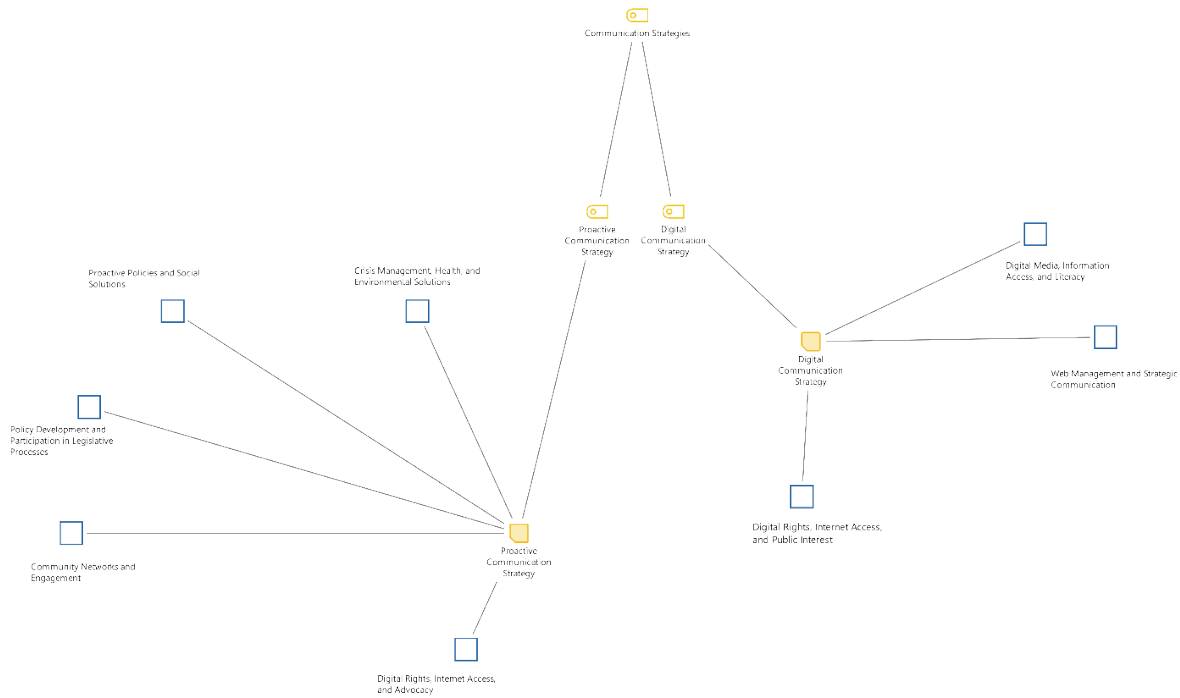 Communication Strategies
Proactive
Communication
Strategy
Digital
Communication
Strategy
Proactive Policies and Social
Solutions
Crisis Management, Health, and
Environmental Solutions
Digital Media, Information
Access, and Literacy
Digital
Communication
Strategy
Web Management and Strategic
Communication
Policy Development and
Participation in Legislative
Processes
Digital Rights, Internet Access,
and Public Interest
Proactive
Communication
Strategy
Community Networks and
Engagement
Digital Rights, Internet Access,
and Advocacy